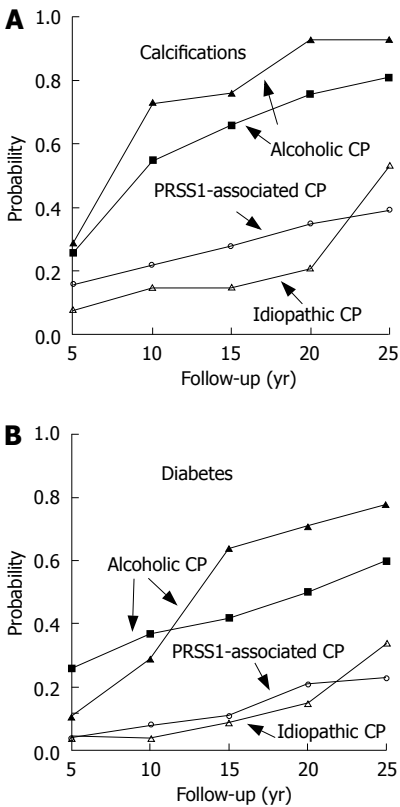 A
Calcifications
1.0
0.8
0.6
0.4
0.2
0.0
Probability
Alcoholic CP
PRSS1-associated CP
Idiopathic CP
5 10 15 20 25
Follow-up (yr)
B
Diabetes
1.0
0.8
0.6
0.4
0.2
0.0
Probability
Alcoholic CP
PRSS1-associated CP
Idiopathic CP
5 10 15 20 25
Follow-up (yr)